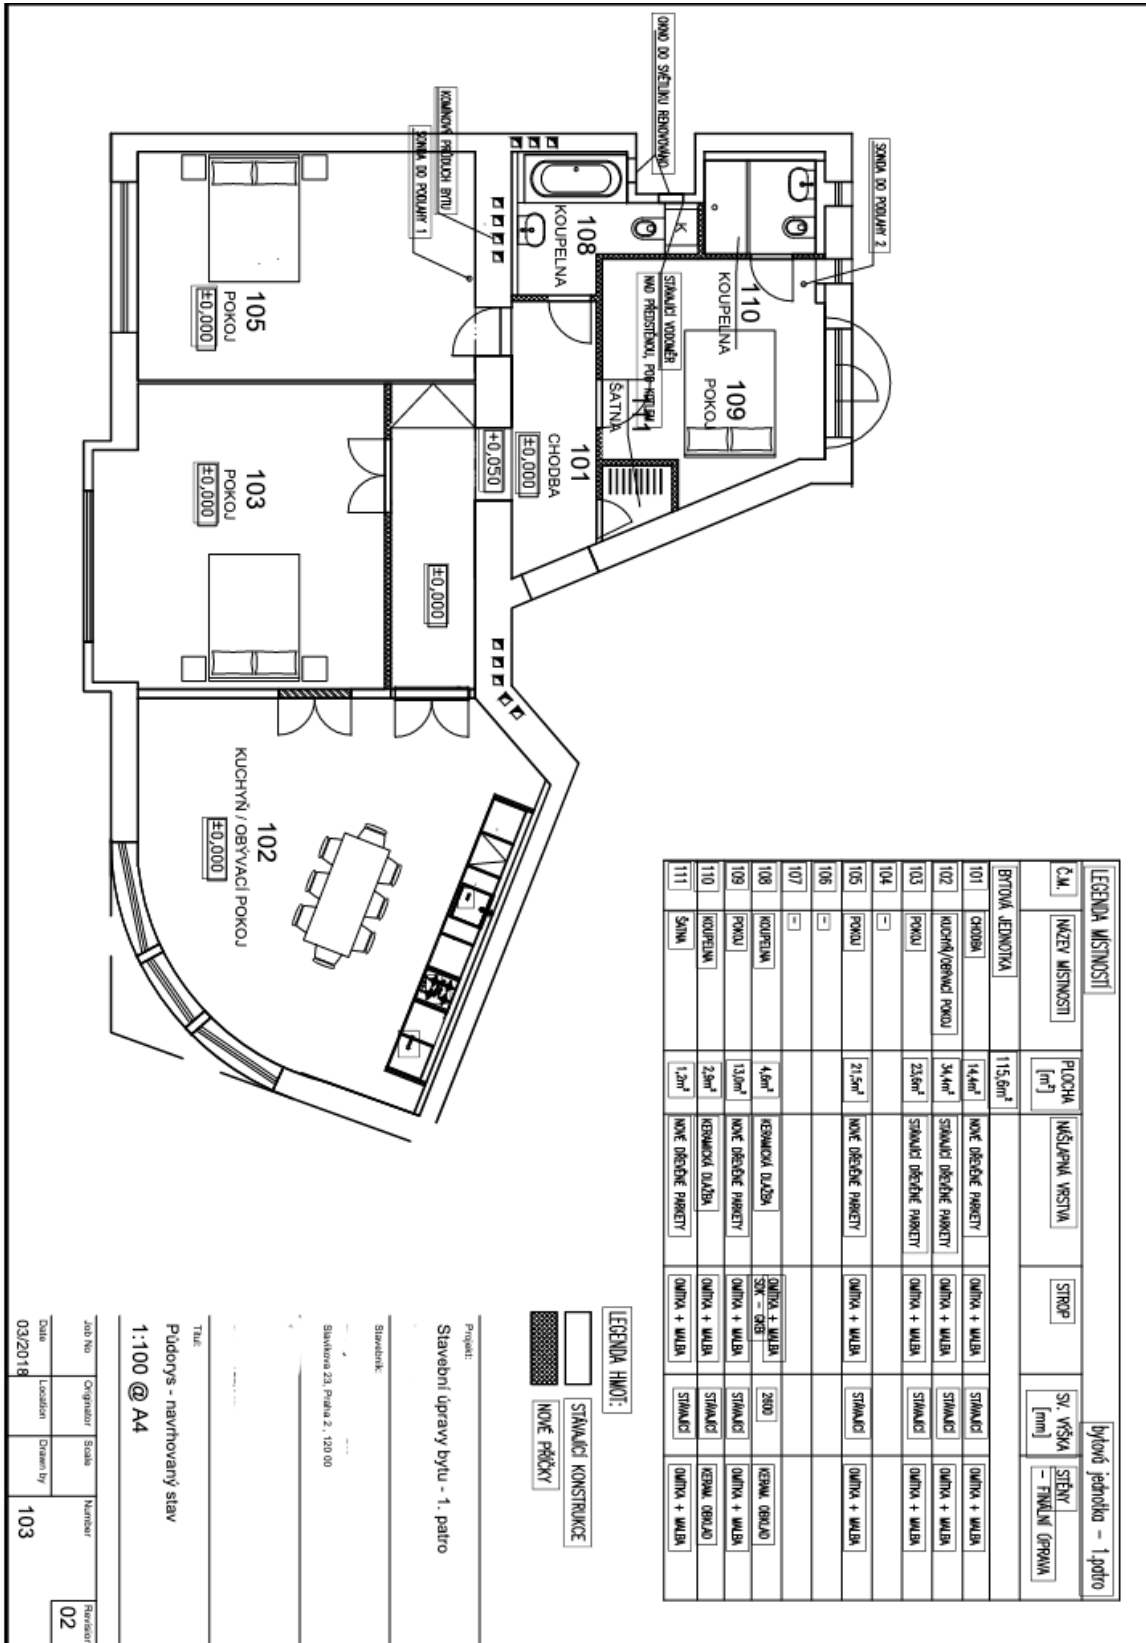 OKNO DO SVĚTLÍKU RENOVOVÁNO
SONDA DO PODLAHY 2
KOMÍNOVÝ PRŮDUCH BYTU
SONDA DO PODLAHY 1
108
KOUPELNA
K
110
KOUPELNA
STÁVAJÍCÍ VODOMĚR
NAD PŘEDSTĚNOU, POD KOTLEM
109
POKOJ
ŠATNA
105
POKOJ
±0,000
101
CHODBA
±0,000
+0,050
103
POKOJ
±0,000
±0,000
102
KUCHYŇ / OBÝVACÍ POKOJ
±0,000
LEGENDA MÍSTNOSTÍ
bytová jednotka – 1.patro
Č.M. NÁZEV MÍSTNOSTI PLOCHA [m²] NÁŠLAPNÁ VRSTVA STROP SV. VÝŠKA [mm] STĚNY – FINÁLNÍ ÚPRAVA
BYTOVÁ JEDNOTKA 115,6m²
101 CHODBA 14,4m² NOVÉ DŘEVĚNÉ PARKETY OMÍTKA + MALBA STÁVAJÍCÍ OMÍTKA + MALBA
102 KUCHYŇ/OBÝVACÍ POKOJ 34,4m² STÁVAJÍCÍ DŘEVĚNÉ PARKETY OMÍTKA + MALBA STÁVAJÍCÍ OMÍTKA + MALBA
103 POKOJ 23,6m² STÁVAJÍCÍ DŘEVĚNÉ PARKETY OMÍTKA + MALBA STÁVAJÍCÍ OMÍTKA + MALBA
104 –
105 POKOJ 21,5m² NOVÉ DŘEVĚNÉ PARKETY OMÍTKA + MALBA STÁVAJÍCÍ OMÍTKA + MALBA
106 –
107 –
108 KOUPELNA 4,6m² KERAMICKÁ DLAŽBA OMÍTKA + MALBA SDK – GKBi 2800 KERAM. OBKLAD
109 POKOJ 13,0m² NOVÉ DŘEVĚNÉ PARKETY OMÍTKA + MALBA STÁVAJÍCÍ OMÍTKA + MALBA
110 KOUPELNA 2,9m² KERAMICKÁ DLAŽBA OMÍTKA + MALBA STÁVAJÍCÍ KERAM. OBKLAD
111 ŠATNA 1,2m² NOVÉ DŘEVĚNÉ PARKETY OMÍTKA + MALBA STÁVAJÍCÍ OMÍTKA + MALBA
LEGENDA HMOT:
STÁVAJÍCÍ KONSTRUKCE
NOVÉ PŘÍČKY
Projekt:
Stavební úpravy bytu - 1. patro
Stavebník:
Slavíkova 23, Praha 2 , 120 00
Titul:
Půdorys - navrhovaný stav
1:100 @ A4
Job No Originator Scale Number Revision
02
Date Location Drawn by
03/2018
103